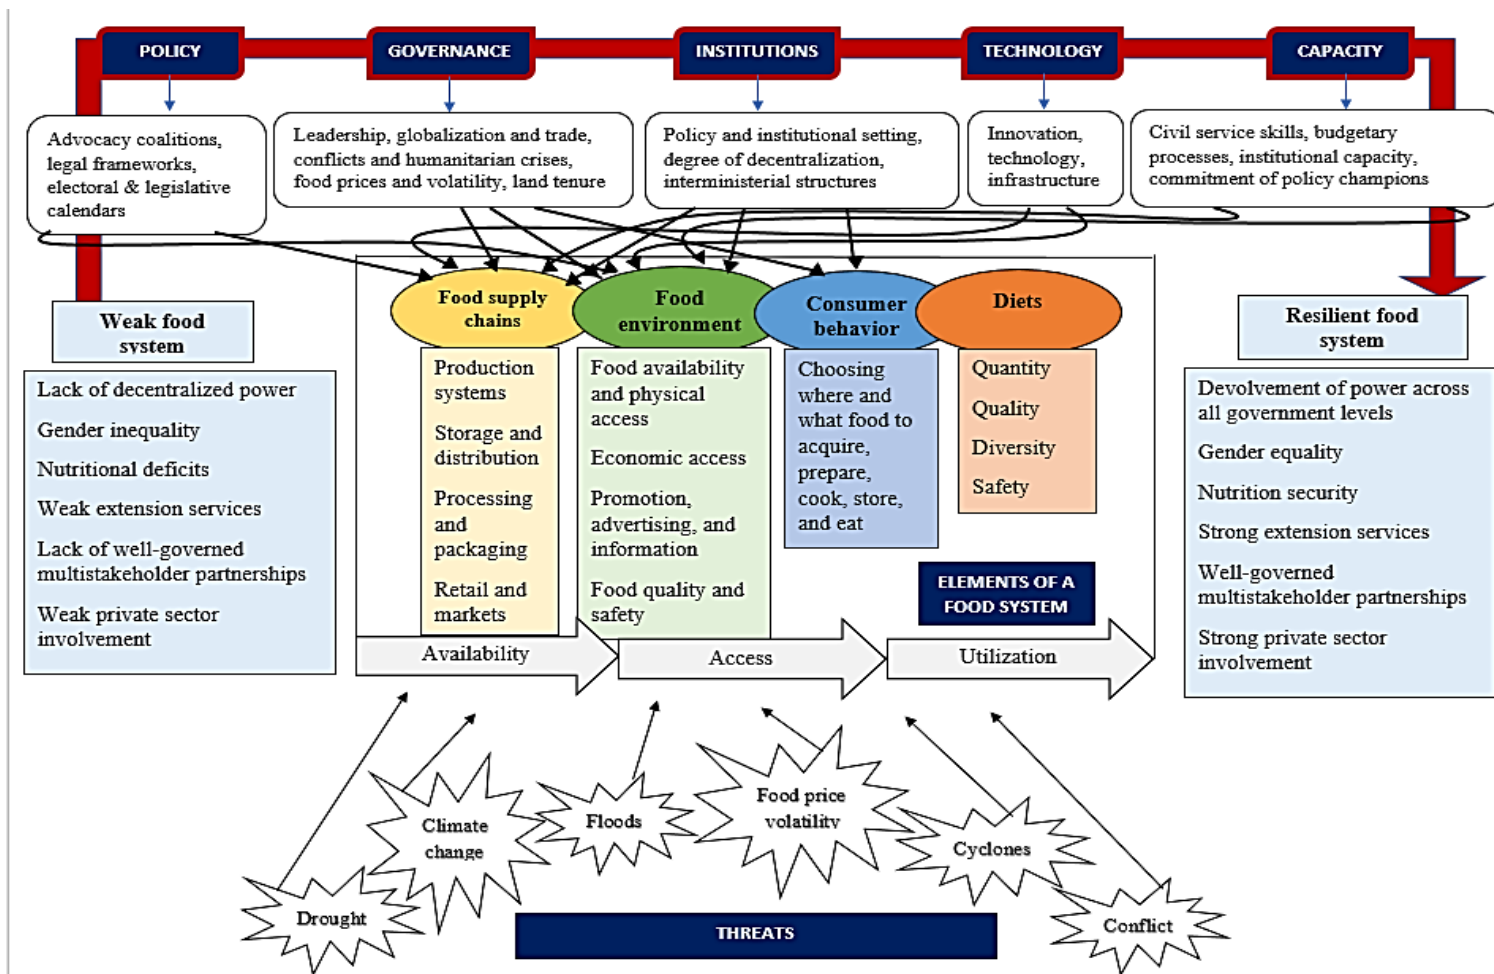 POLICY
GOVERNANCE
INSTITUTIONS
TECHNOLOGY
CAPACITY
Advocacy coalitions,
legal frameworks,
electoral & legislative
calendars
Leadership, globalization and trade,
conflicts and humanitarian crises,
food prices and volatility, land tenure
Policy and institutional setting,
degree of decentralization,
interministerial structures
Innovation,
technology,
infrastructure
Civil service skills, budgetary
processes, institutional capacity,
commitment of policy champions
Weak food
system
Lack of decentralized power
Gender inequality
Nutritional deficits
Weak extension services
Lack of well-governed
multistakeholder partnerships
Weak private sector
involvement
Food supply
chains
Production
systems
Storage and
distribution
Processing
and
packaging
Retail and
markets
Food
environment
Food availability
and physical
access
Economic access
Promotion,
advertising, and
information
Food quality and
safety
Consumer
behavior
Choosing
where and
what food to
acquire,
prepare,
cook, store,
and eat
Diets
Quantity
Quality
Diversity
Safety
ELEMENTS OF A
FOOD SYSTEM
Availability
Access
Utilization
Resilient food
system
Devolvement of power across
all government levels
Gender equality
Nutrition security
Strong extension services
Well-governed
multistakeholder partnerships
Strong private sector
involvement
Drought
Climate
change
Floods
Food price
volatility
Cyclones
Conflict
THREATS